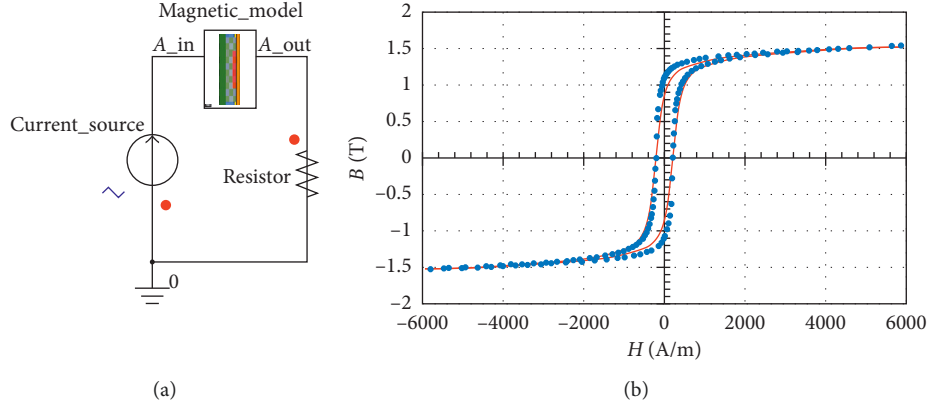 Magnetic_model
A_in
A_out
Current_source
Resistor
0
2
1.5
1
0.5
0
−0.5
−1
−1.5
−2
B (T)
−6000
−4000
−2000
0
2000
4000
6000
H (A/m)
(a)
(b)